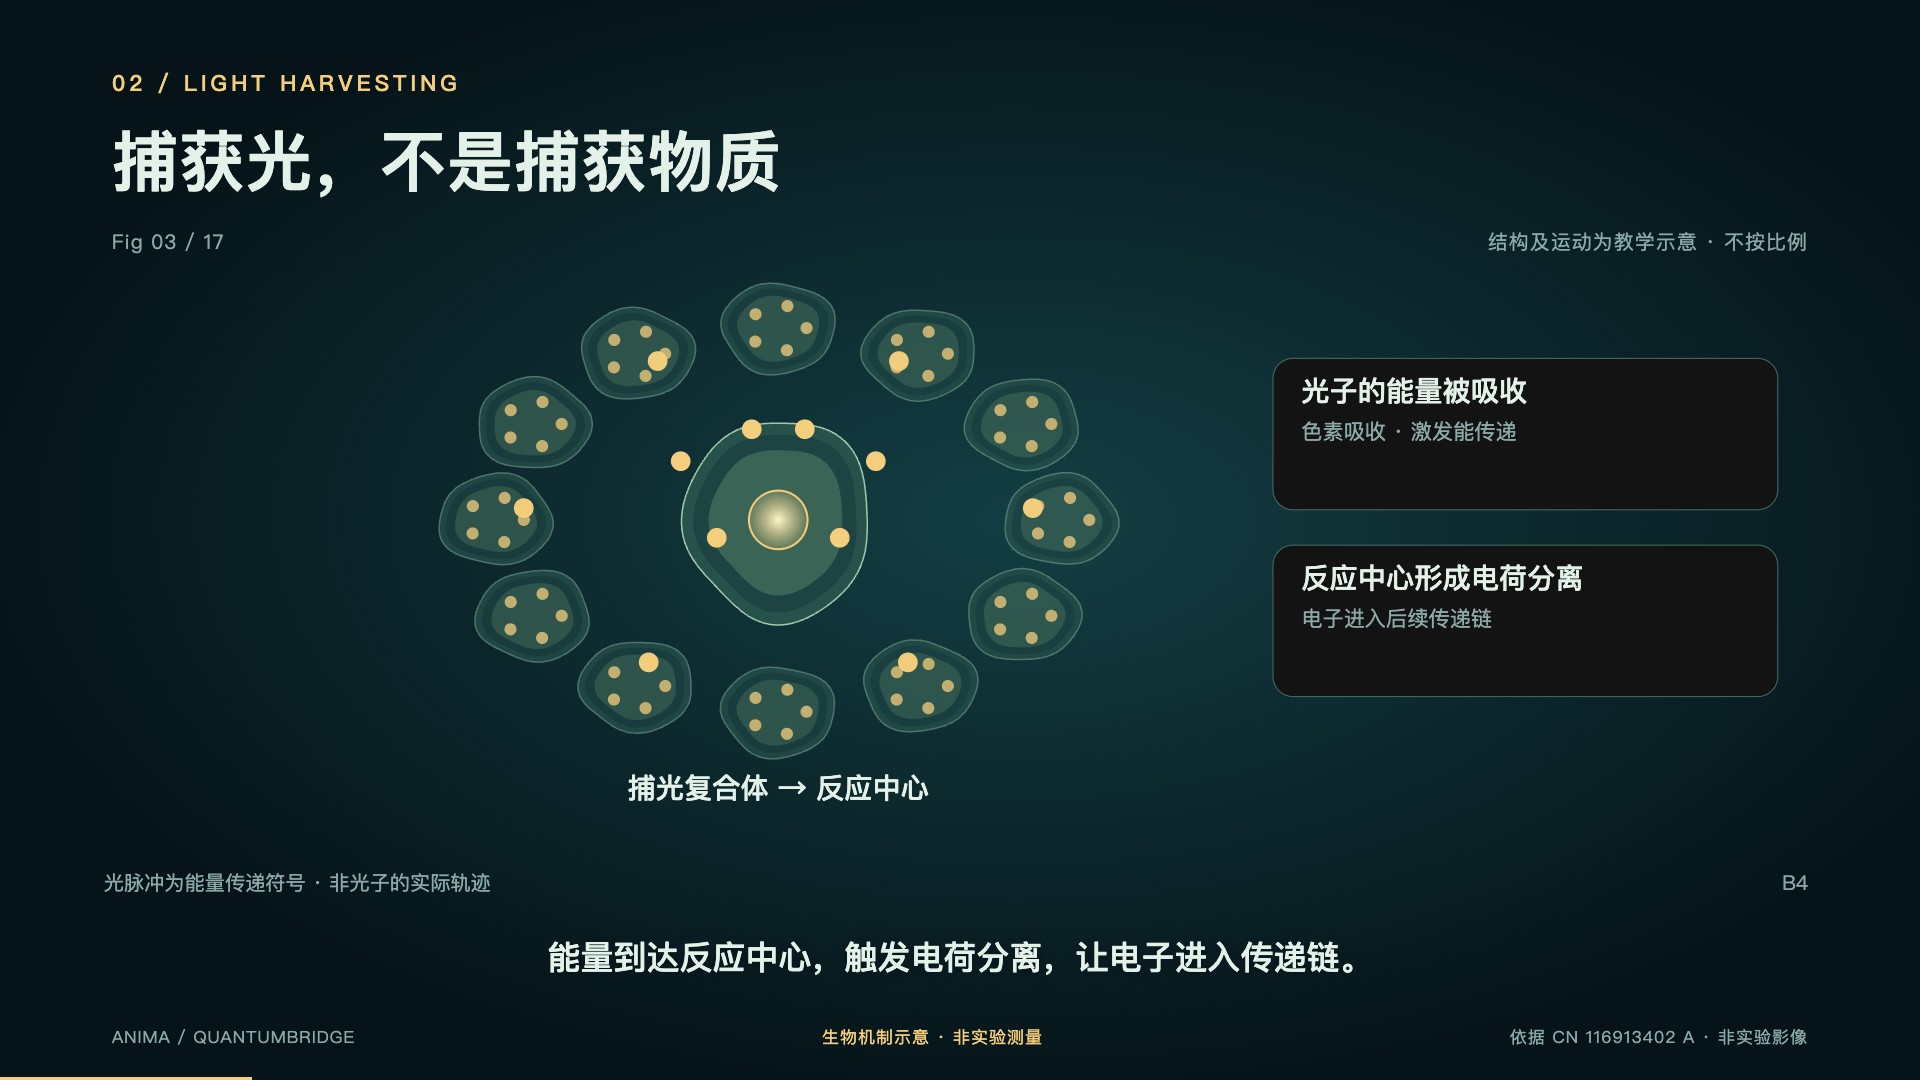 02 / LIGHT HARVESTING
捕获光，不是捕获物质
Fig 03 / 17
结构及运动为教学示意 · 不按比例
光子的能量被吸收
色素吸收 · 激发能传递
反应中心形成电荷分离
电子进入后续传递链
捕光复合体 → 反应中心
光脉冲为能量传递符号 · 非光子的实际轨迹
B4
能量到达反应中心，触发电荷分离，让电子进入传递链。
ANIMA / QUANTUMBRIDGE
生物机制示意 · 非实验测量
依据 CN 116913402 A · 非实验影像